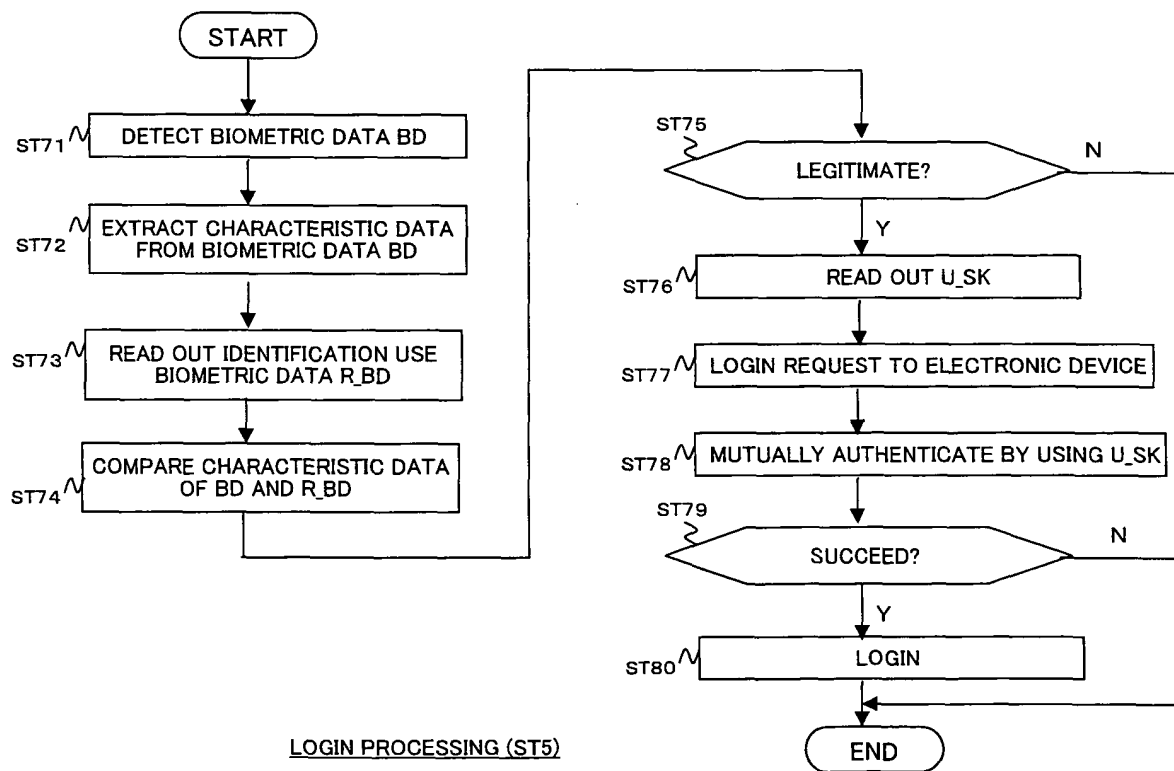 START
ST71
DETECT BIOMETRIC DATA BD
ST72
EXTRACT CHARACTERISTIC DATA
FROM BIOMETRIC DATA BD
ST73
READ OUT IDENTIFICATION USE
BIOMETRIC DATA R_BD
ST74
COMPARE CHARACTERISTIC DATA
OF BD AND R_BD
ST75
LEGITIMATE?
N
Y
ST76
READ OUT U_SK
ST77
LOGIN REQUEST TO ELECTRONIC DEVICE
ST78
MUTUALLY AUTHENTICATE BY USING U_SK
ST79
SUCCEED?
N
Y
ST80
LOGIN
END
LOGIN PROCESSING (ST5)